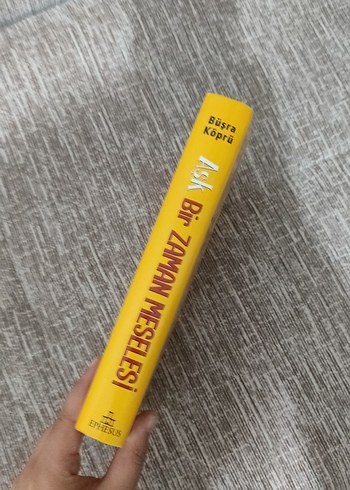 Büşra
Köprü
Aşk Bir ZAMAN MESELESİ
EPHESUS